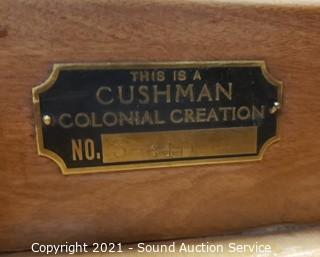 THIS IS A
CUSHMAN
COLONIAL CREATION
NO.
Copyright 2021 - Sound Auction Service